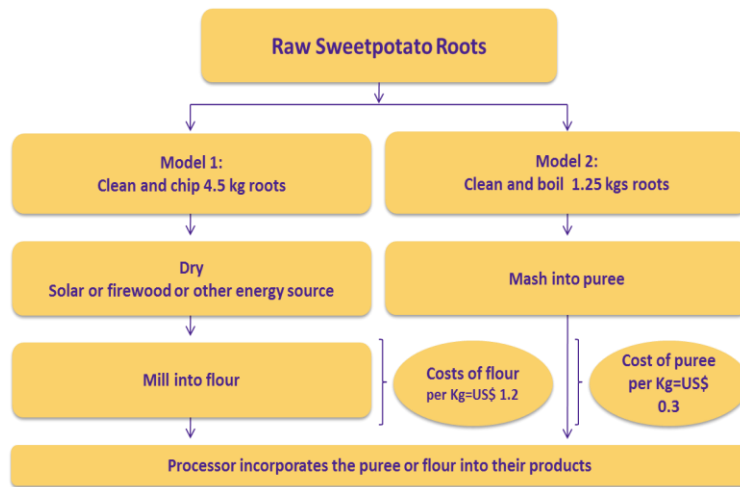 Raw Sweetpotato Roots
Model 1:
Clean and chip 4.5 kg roots
Model 2:
Clean and boil 1.25 kgs roots
Dry
Solar or firewood or other energy source
Mash into puree
Mill into flour
Costs of flour
per Kg=US$ 1.2
Cost of puree
per Kg=US$
0.3
Processor incorporates the puree or flour into their products